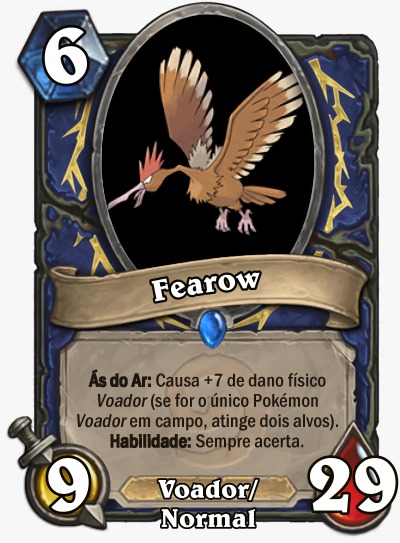 6
Fearow
Ás do Ar: Causa +7 de dano físico
Voador (se for o único Pokémon
Voador em campo, atinge dois alvos).
Habilidade: Sempre acerta.
9
Voador/
Normal
29